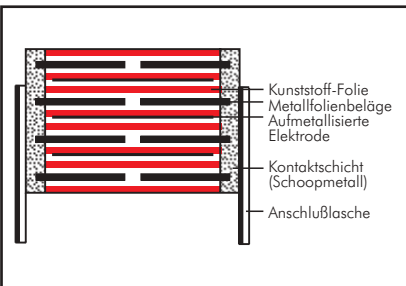 Kunststoff-Folie
Metallfolienbeläge
Aufmetallisierte
Elektrode
Kontaktschicht
(Schoopmetall)
Anschlußlasche